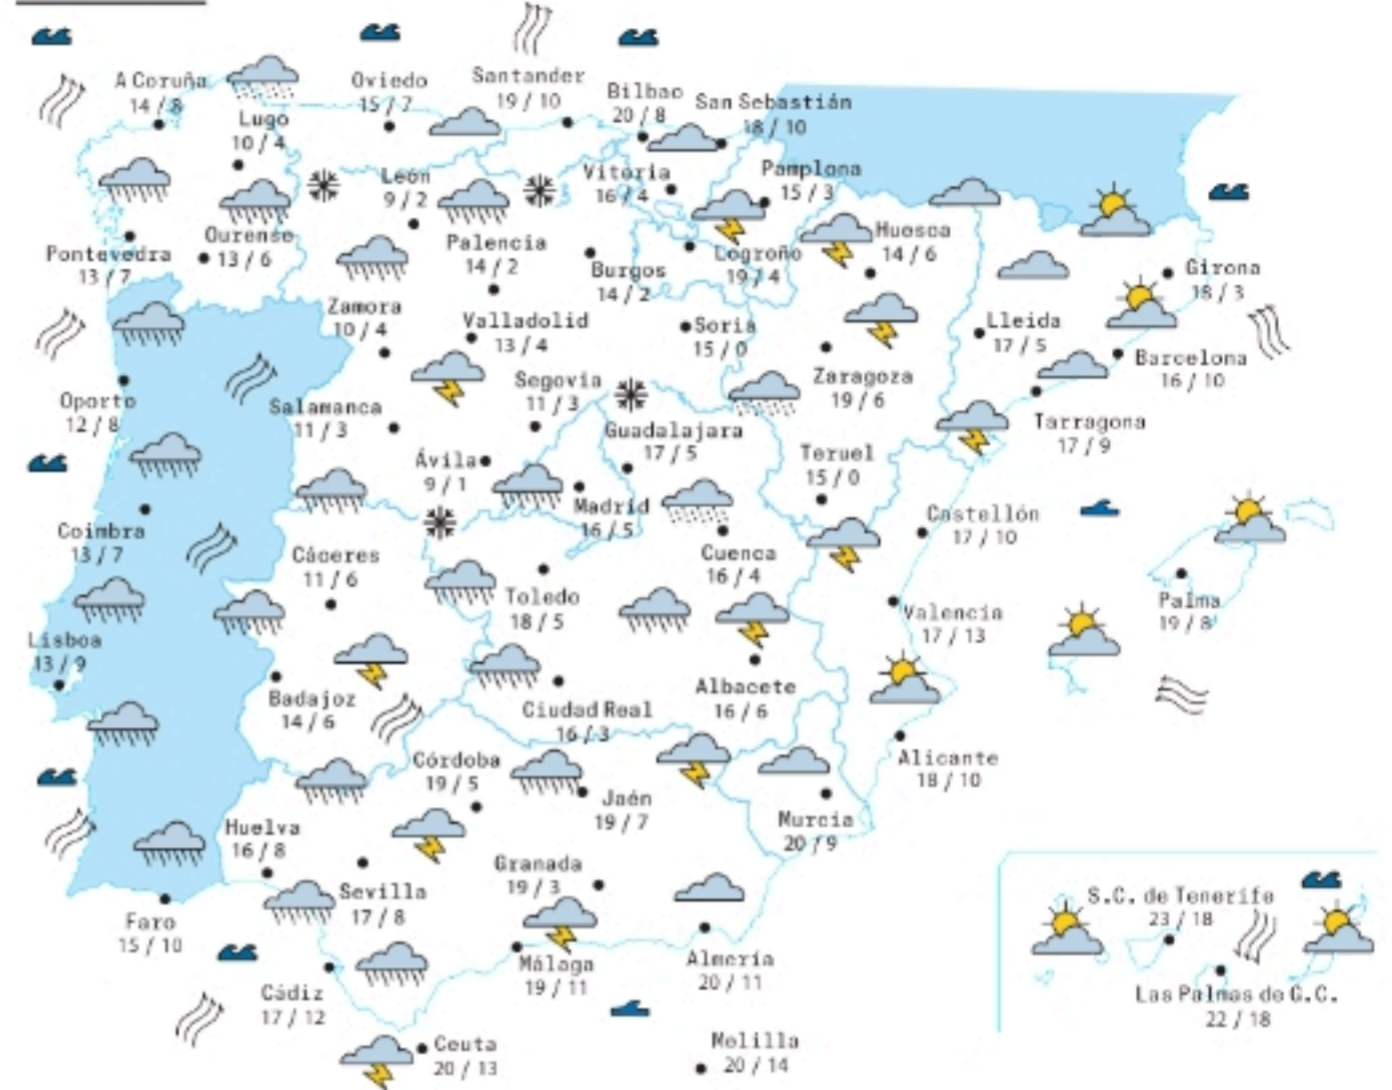 A Coruña
14 / 8
Oviedo
15 / 7
Santander
19 / 10
Bilbao
20 / 8
San Sebastián
18 / 10
Lugo
10 / 4
León
9 / 2
Vitoria
16 / 4
Pamplona
15 / 3
Pontevedra
13 / 7
Ourense
13 / 6
Palencia
14 / 2
Burgos
14 / 2
Logroño
19 / 4
Huesca
14 / 6
Girona
18 / 3
Zamora
10 / 4
Valladolid
13 / 4
Soria
15 / 0
Lleida
17 / 5
Barcelona
16 / 10
Oporto
12 / 8
Salamanca
11 / 3
Segovia
11 / 3
Zaragoza
19 / 6
Guadalajara
17 / 5
Tarragona
17 / 9
Ávila
9 / 1
Teruel
15 / 0
Madrid
16 / 5
Coimbra
13 / 7
Castellón
17 / 10
Cáceres
11 / 6
Cuenca
16 / 4
Toledo
18 / 5
Valencia
17 / 13
Palma
19 / 8
Lisboa
13 / 9
Badajoz
14 / 6
Ciudad Real
16 / 3
Albacete
16 / 6
Alicante
18 / 10
Córdoba
19 / 5
Jaén
19 / 7
Murcia
20 / 9
Huelva
16 / 8
Sevilla
17 / 8
Granada
19 / 3
Faro
15 / 10
Cádiz
17 / 12
Málaga
19 / 11
Almería
20 / 11
S.C. de Tenerife
23 / 18
Las Palmas de G.C.
22 / 18
Ceuta
20 / 13
Melilla
20 / 14